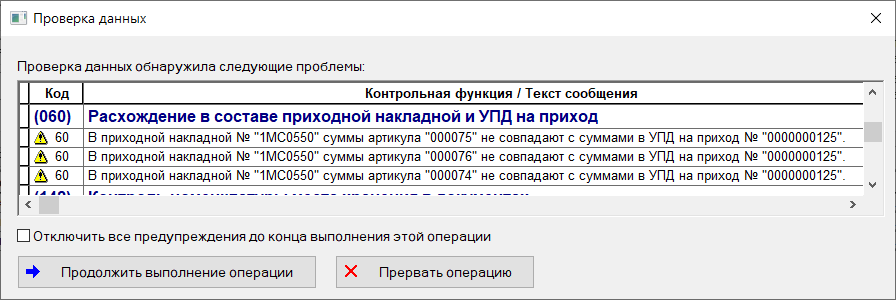 Проверка данных
Проверка данных обнаружила следующие проблемы:
Код Контрольная функция / Текст сообщения
(060) Расхождение в составе приходной накладной и УПД на приход
60 В приходной накладной № "1МС0550" суммы артикула "000075" не совпадают с суммами в УПД на приход № "0000000125".
60 В приходной накладной № "1МС0550" суммы артикула "000076" не совпадают с суммами в УПД на приход № "0000000125".
60 В приходной накладной № "1МС0550" суммы артикула "000074" не совпадают с суммами в УПД на приход № "0000000125".
Отключить все предупреждения до конца выполнения этой операции
Продолжить выполнение операции Прервать операцию